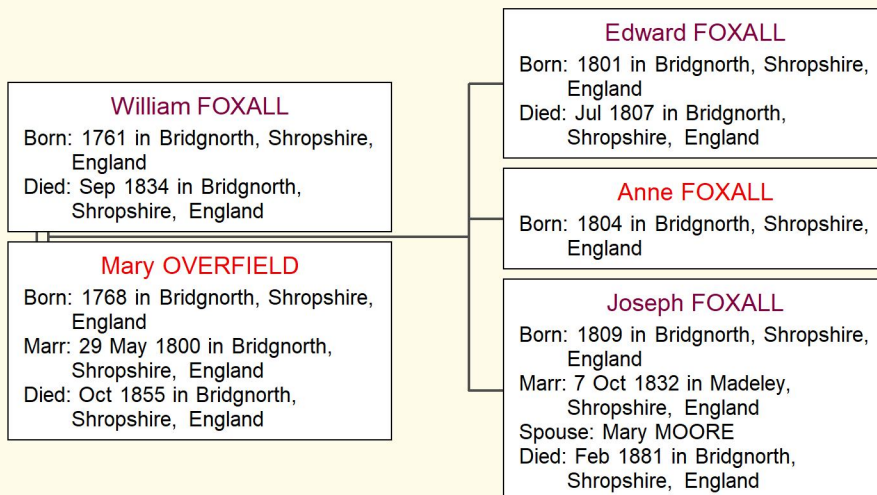 William FOXALL
Born: 1761 in Bridgnorth, Shropshire,
England
Died: Sep 1834 in Bridgnorth,
Shropshire, England
Mary OVERFIELD
Born: 1768 in Bridgnorth, Shropshire,
England
Marr: 29 May 1800 in Bridgnorth,
Shropshire, England
Died: Oct 1855 in Bridgnorth,
Shropshire, England
Edward FOXALL
Born: 1801 in Bridgnorth, Shropshire,
England
Died: Jul 1807 in Bridgnorth,
Shropshire, England
Anne FOXALL
Born: 1804 in Bridgnorth, Shropshire,
England
Joseph FOXALL
Born: 1809 in Bridgnorth, Shropshire,
England
Marr: 7 Oct 1832 in Madeley,
Shropshire, England
Spouse: Mary MOORE
Died: Feb 1881 in Bridgnorth,
Shropshire, England